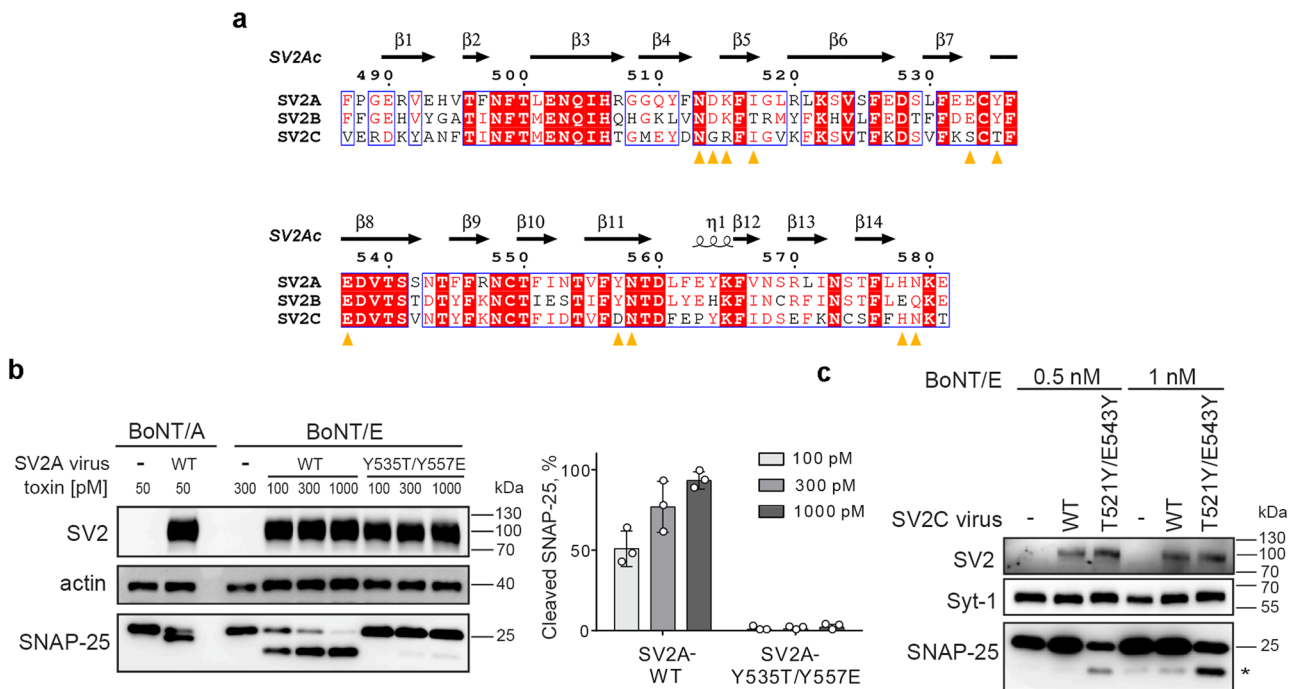 a
β1 β2 β3 β4 β5 β6 β7
SV2Ac
490 500 510 520 530
SV2A FPGERVEHVTFNFTLENQIHRGGQYFNDKFIGLRLKSVSFEDSLFEECYF
SV2B FFGEHVYGATINFTMENQIHQHGKLVNDKFTRMYFKHVLFEDTFFDECYF
SV2C VERDKYANFTINFTMENQIHTGMEYDNGRFIGVKFKSVTFKDSVFKSCTF
β8 β9 β10 β11 η1 β12 β13 β14
SV2Ac
540 550 560 570 580
SV2A EDVTSSNTFFRNCTFINTVFYNTDLFEYKFVNSRLINSTFLHNKE
SV2B EDVTSTDTYFKNCTIESTIFYNTDLYEHKFINCRFINSTFLEQKE
SV2C EDVTSVNTYFKNCTFIDTVFDNTDFEPYKFIDSEFKNCSFFHNKT
b
BoNT/A BoNT/E
SV2A virus - WT - WT Y535T/Y557E
toxin [pM] 50 50 300 100 300 1000 100 300 1000 kDa
SV2 130 100 70
actin 40
SNAP-25 25
Cleaved SNAP-25, %
100
50
0
100 pM
300 pM
1000 pM
SV2A-WT
SV2A-Y535T/Y557E
c
BoNT/E 0.5 nM 1 nM
SV2C virus - WT T521Y/E543Y - WT T521Y/E543Y kDa
SV2 130 100 70
Syt-1 70 55
SNAP-25 25
*